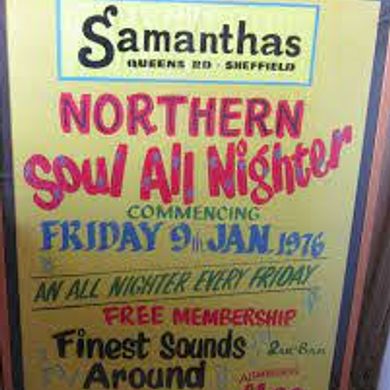 Samanthas
QUEENS RD · SHEFFIELD
NORTHERN
Soul All Nighter
COMMENCING
FRIDAY 9TH JAN. 1976
AN ALL NIGHTER EVERY FRIDAY
FREE MEMBERSHIP
Finest Sounds
Around